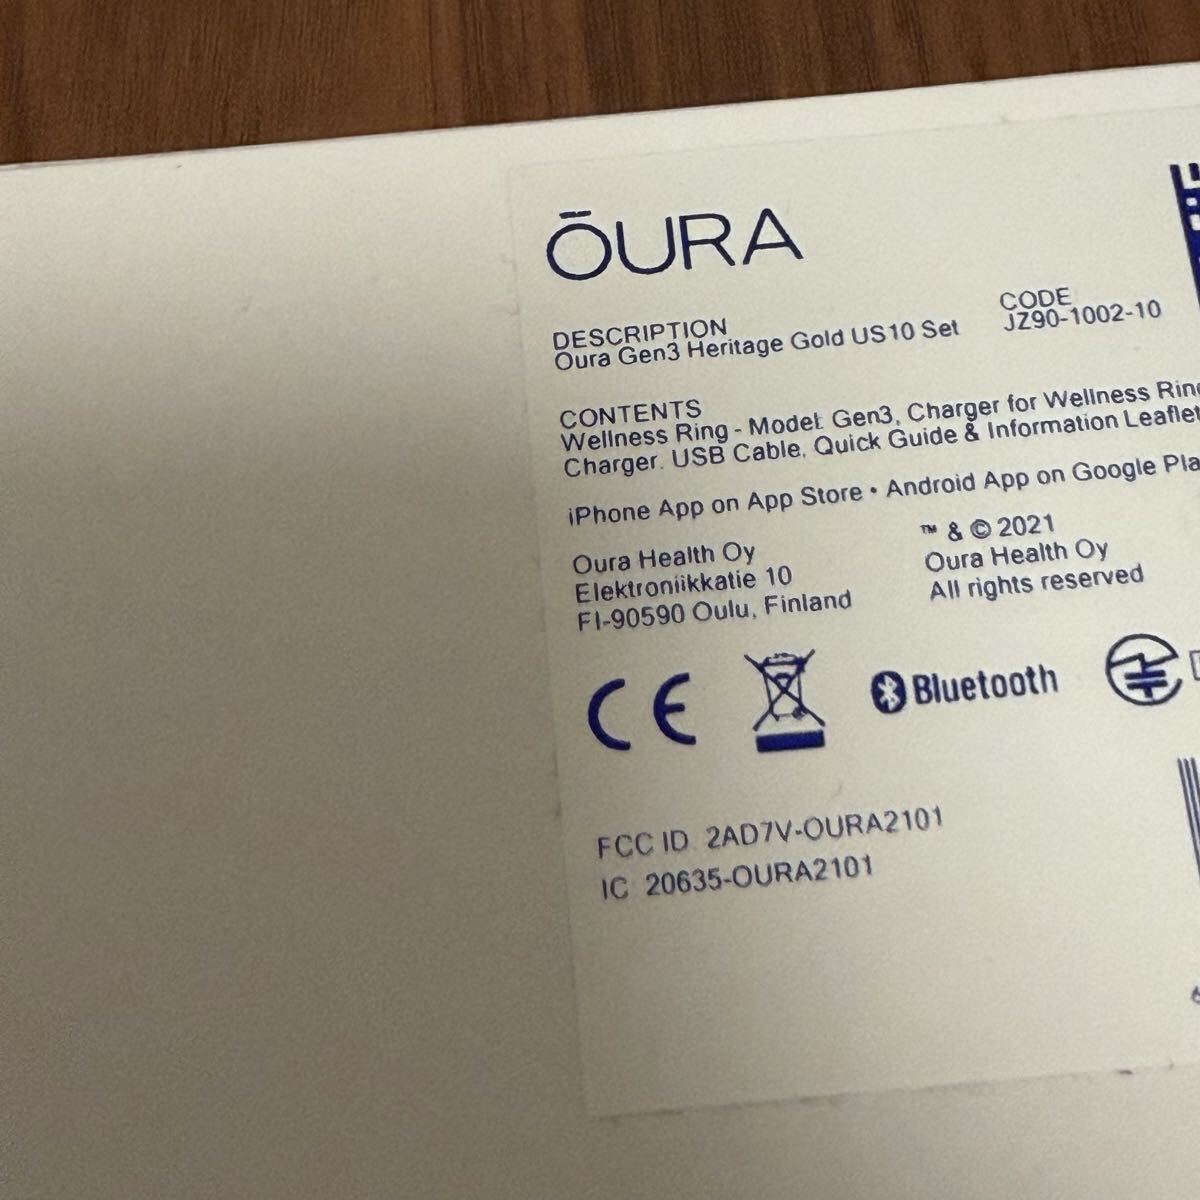 ŌURA
DESCRIPTION
Oura Gen3 Heritage Gold US10 Set
CODE
JZ90-1002-10
CONTENTS
Wellness Ring - Model: Gen3, Charger for Wellness Ring
Charger. USB Cable, Quick Guide & Information Leaflet
iPhone App on App Store • Android App on Google Pla
Oura Health Oy
Elektroniikkatie 10
FI-90590 Oulu, Finland
™ & © 2021
Oura Health Oy
All rights reserved
CE
Bluetooth
FCC ID 2AD7V-OURA2101
IC 20635-OURA2101